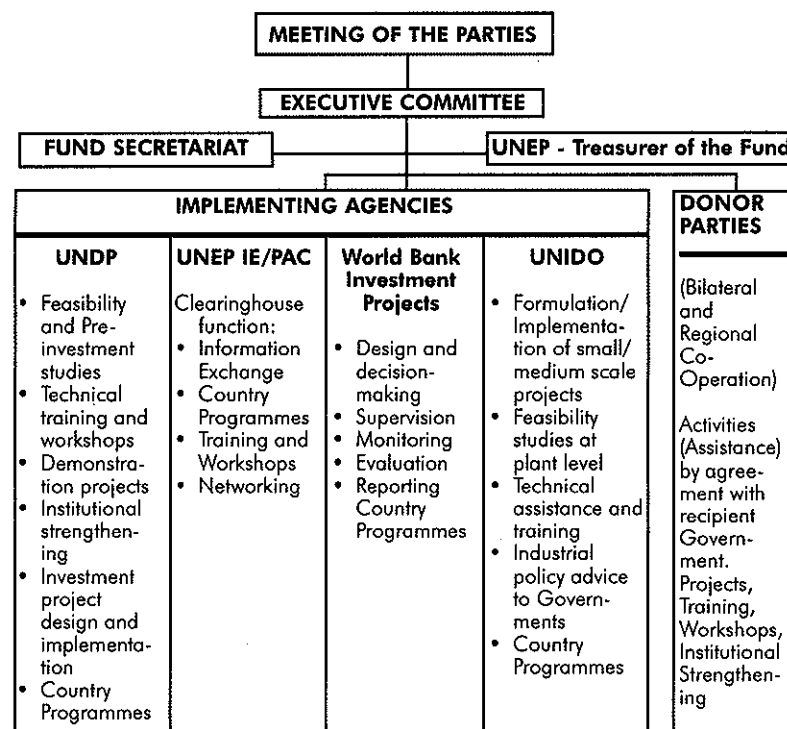 MEETING OF THE PARTIES
EXECUTIVE COMMITTEE
FUND SECRETARIAT
UNEP - Treasurer of the Fund
IMPLEMENTING AGENCIES
UNDP
• Feasibility
and Pre-
investment
studies
• Technical
training and
workshops
• Demonstra-
tion projects
• Institutional
strengthen-
ing
• Investment
project
design and
implementa-
tion
• Country
Programmes
UNEP IE/PAC
Clearinghouse
function:
• Information
Exchange
• Country
Programmes
• Training and
Workshops
• Networking
World Bank
Investment
Projects
• Design and
decision-
making
• Supervision
• Monitoring
• Evaluation
• Reporting
Country
Programmes
UNIDO
• Formulation/
Implementa-
tion of small/
medium scale
projects
• Feasibility
studies at
plant level
• Technical
assistance and
training
• Industrial
policy advice
to Govern-
ments
• Country
Programmes
DONOR
PARTIES
(Bilateral
and
Regional
Co-
Operation)
Activities
(Assistance)
by agree-
ment with
recipient
Govern-
ment.
Projects,
Training,
Workshops,
Institutional
Strengthen-
ing